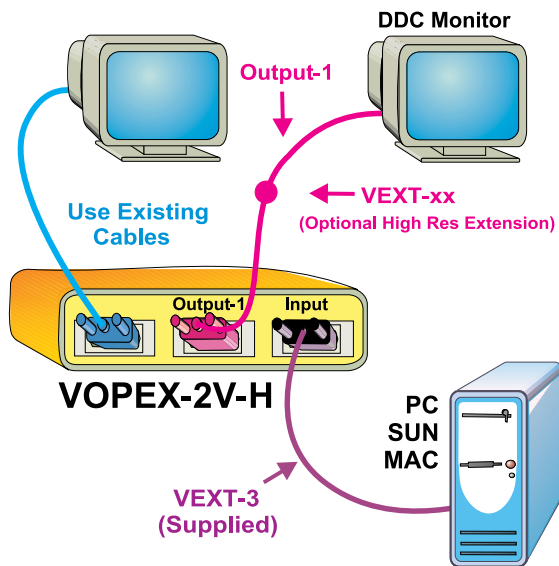 DDC Monitor
Output-1
VEXT-xx
(Optional High Res Extension)
Use Existing
Cables
Output-1
Input
VOPEX-2V-H
PC
SUN
MAC
VEXT-3
(Supplied)